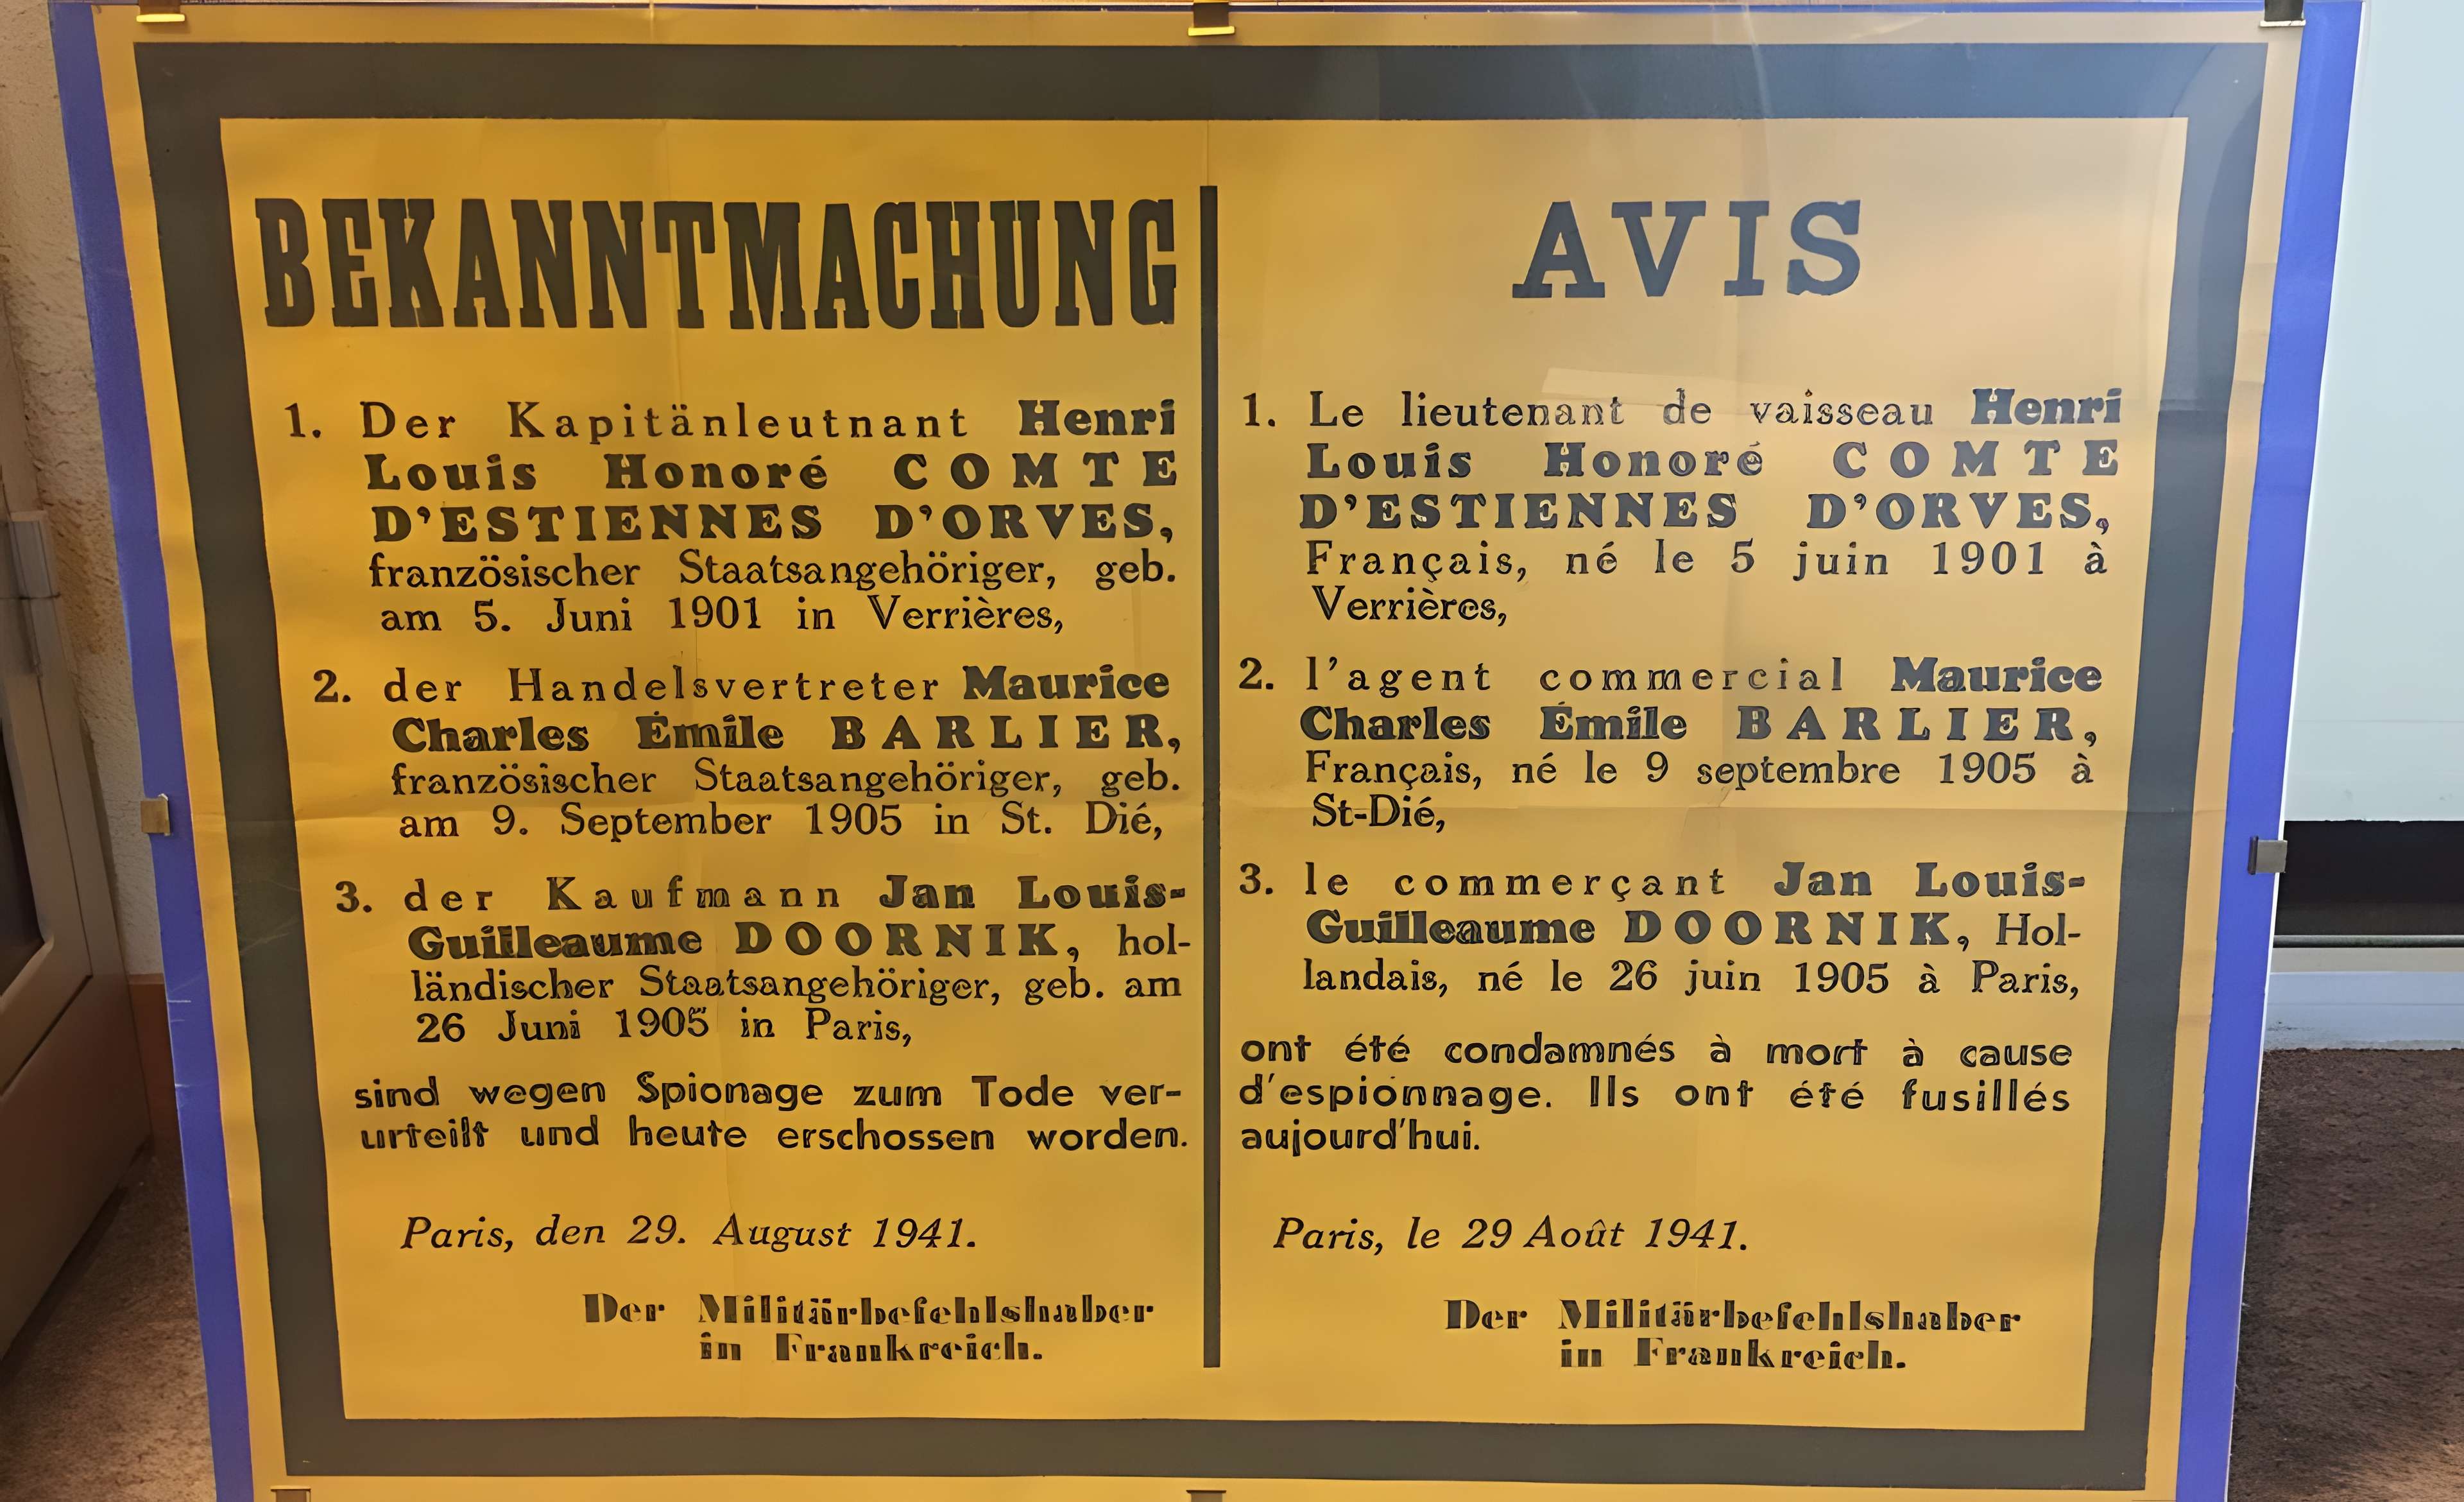 BEKANNTMACHUNG
1. Der Kapitänleutnant Henri
Louis Honoré COMTE
D'ESTIENNES D'ORVES,
französischer Staatsangehöriger, geb.
am 5. Juni 1901 in Verrières,
2. der Handelsvertreter Maurice
Charles Émile BARLIER,
französischer Staatsangehöriger, geb.
am 9. September 1905 in St. Dié,
3. der Kaufmann Jan Louis-
Guilleaume DOORNIK, hol-
ländischer Staatsangehöriger, geb. am
26 Juni 1905 in Paris,
sind wegen Spionage zum Tode ver-
urteilt und heute erschossen worden.
Paris, den 29. August 1941.
Der Militärbefehlshaber
in Frankreich.
AVIS
1. Le lieutenant de vaisseau Henri
Louis Honoré COMTE
D'ESTIENNES D'ORVES,
Français, né le 5 juin 1901 à
Verrières,
2. l'agent commercial Maurice
Charles Émile BARLIER,
Français, né le 9 septembre 1905 à
St-Dié,
3. le commerçant Jan Louis-
Guilleaume DOORNIK, Hol-
landais, né le 26 juin 1905 à Paris,
ont été condamnés à mort à cause
d'espionnage. Ils ont été fusillés
aujourd'hui.
Paris, le 29 Août 1941.
Der Militärbefehlshaber
in Frankreich.